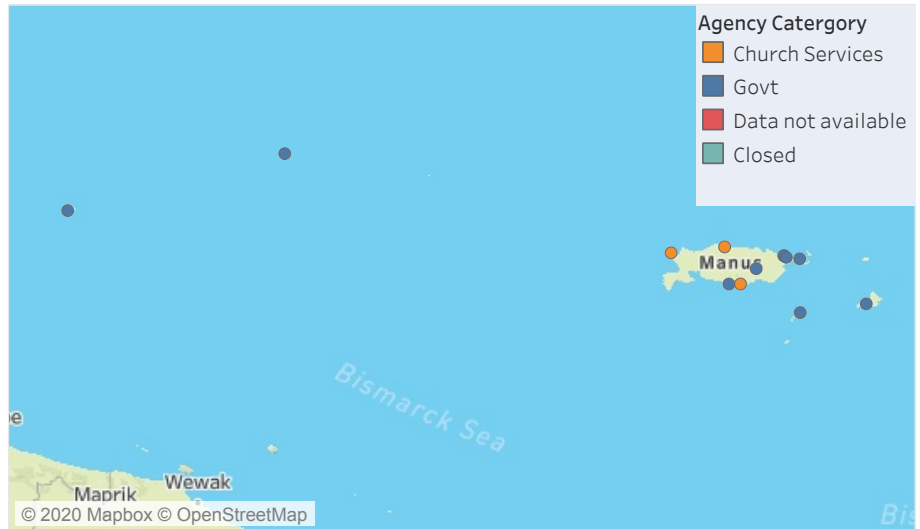 Agency Catergory
Church Services
Govt
Data not available
Closed
Manus
Bismarck Sea
Wewak
Maprik
© 2020 Mapbox © OpenStreetMap